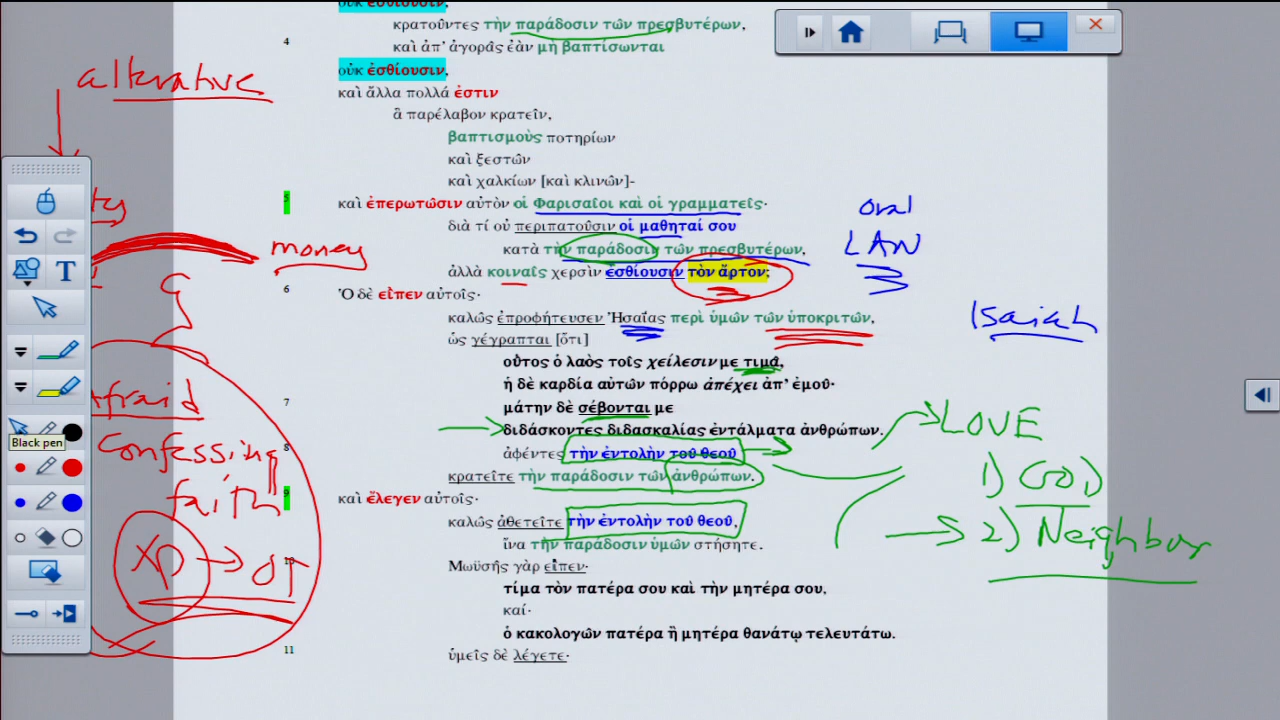 οὐκ ἐσθίουσιν,
κρατοῦντες τὴν παράδοσιν τῶν πρεσβυτέρων,
4 καὶ ἀπ' ἀγορᾶς ἐὰν μὴ βαπτίσωνται
οὐκ ἐσθίουσιν,
καὶ ἄλλα πολλά ἐστιν
ἃ παρέλαβον κρατεῖν,
βαπτισμοὺς ποτηρίων
καὶ ξεστῶν
καὶ χαλκίων [καὶ κλινῶν]-
5 καὶ ἐπερωτῶσιν αὐτὸν οἱ Φαρισαῖοι καὶ οἱ γραμματεῖς·
διὰ τί οὐ περιπατοῦσιν οἱ μαθηταί σου
κατὰ τὴν παράδοσιν τῶν πρεσβυτέρων,
ἀλλὰ κοιναῖς χερσὶν ἐσθίουσιν τὸν ἄρτον;
6 Ὁ δὲ εἶπεν αὐτοῖς·
καλῶς ἐπροφήτευσεν Ἠσαΐας περὶ ὑμῶν τῶν ὑποκριτῶν,
ὡς γέγραπται [ὅτι]
οὗτος ὁ λαὸς τοῖς χείλεσίν με τιμᾷ,
ἡ δὲ καρδία αὐτῶν πόρρω ἀπέχει ἀπ' ἐμοῦ·
7 μάτην δὲ σέβονταί με
διδάσκοντες διδασκαλίας ἐντάλματα ἀνθρώπων.
8 ἀφέντες τὴν ἐντολὴν τοῦ θεοῦ
κρατεῖτε τὴν παράδοσιν τῶν ἀνθρώπων.
9 καὶ ἔλεγεν αὐτοῖς·
καλῶς ἀθετεῖτε τὴν ἐντολὴν τοῦ θεοῦ,
ἵνα τὴν παράδοσιν ὑμῶν στήσητε.
10 Μωϋσῆς γὰρ εἶπεν·
τίμα τὸν πατέρα σου καὶ τὴν μητέρα σου,
καί·
ὁ κακολογῶν πατέρα ἢ μητέρα θανάτῳ τελευτάτω.
11 ὑμεῖς δὲ λέγετε·
alterative
money
Afraid
Confessing
faith
XP → OT
oral
LAN
Isaiah
LOVE
1) GOD
2) Neighbor
T
Black pen